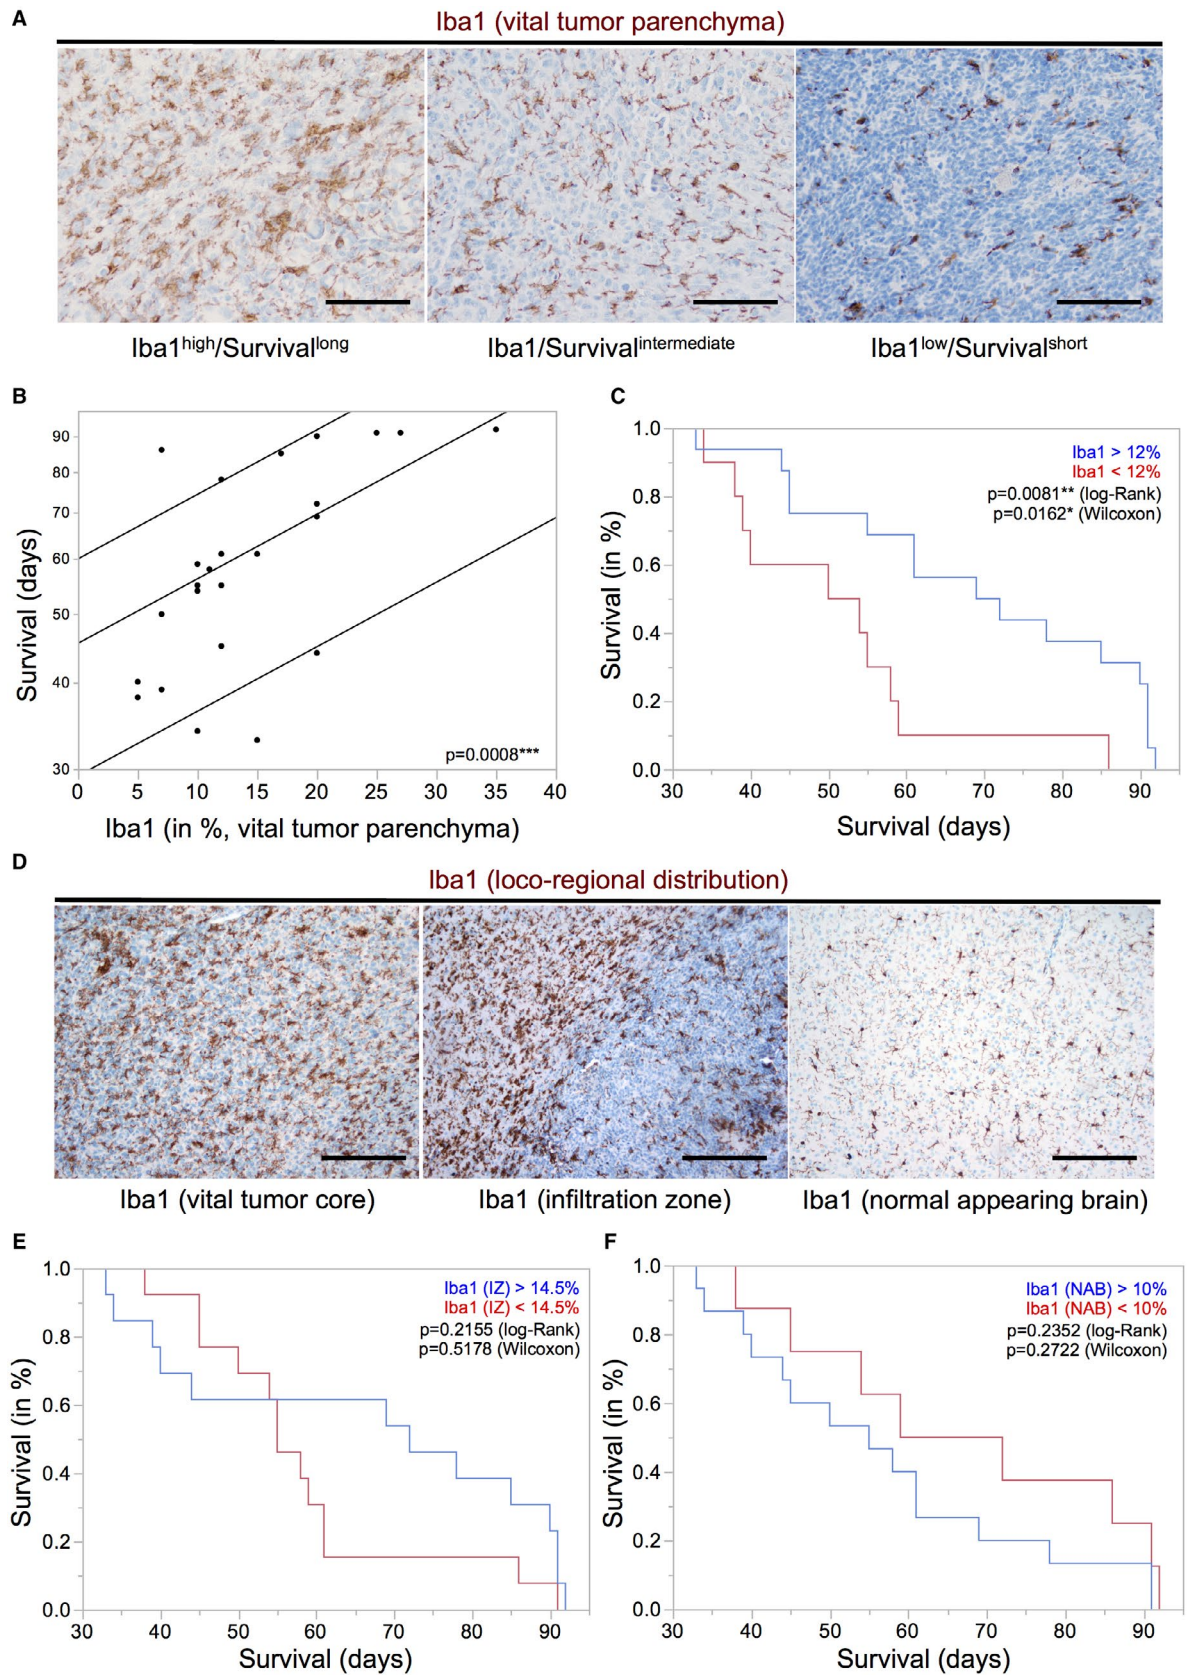 A
Iba1 (vital tumor parenchyma)
Iba1high/Survivallong
Iba1/Survivalintermediate
Iba1low/Survivalshort
B
90
80
70
60
50
40
30
Survival (days)
p=0.0008***
0 5 10 15 20 25 30 35 40
Iba1 (in %, vital tumor parenchyma)
C
1.0
0.8
0.6
0.4
0.2
0.0
Survival (in %)
Iba1 > 12%
Iba1 < 12%
p=0.0081** (log-Rank)
p=0.0162* (Wilcoxon)
30 40 50 60 70 80 90
Survival (days)
D
Iba1 (loco-regional distribution)
Iba1 (vital tumor core)
Iba1 (infiltration zone)
Iba1 (normal appearing brain)
E
1.0
0.8
0.6
0.4
0.2
0.0
Survival (in %)
Iba1 (IZ) > 14.5%
Iba1 (IZ) < 14.5%
p=0.2155 (log-Rank)
p=0.5178 (Wilcoxon)
30 40 50 60 70 80 90
Survival (days)
F
1.0
0.8
0.6
0.4
0.2
0.0
Survival (in %)
Iba1 (NAB) > 10%
Iba1 (NAB) < 10%
p=0.2352 (log-Rank)
p=0.2722 (Wilcoxon)
30 40 50 60 70 80 90
Survival (days)